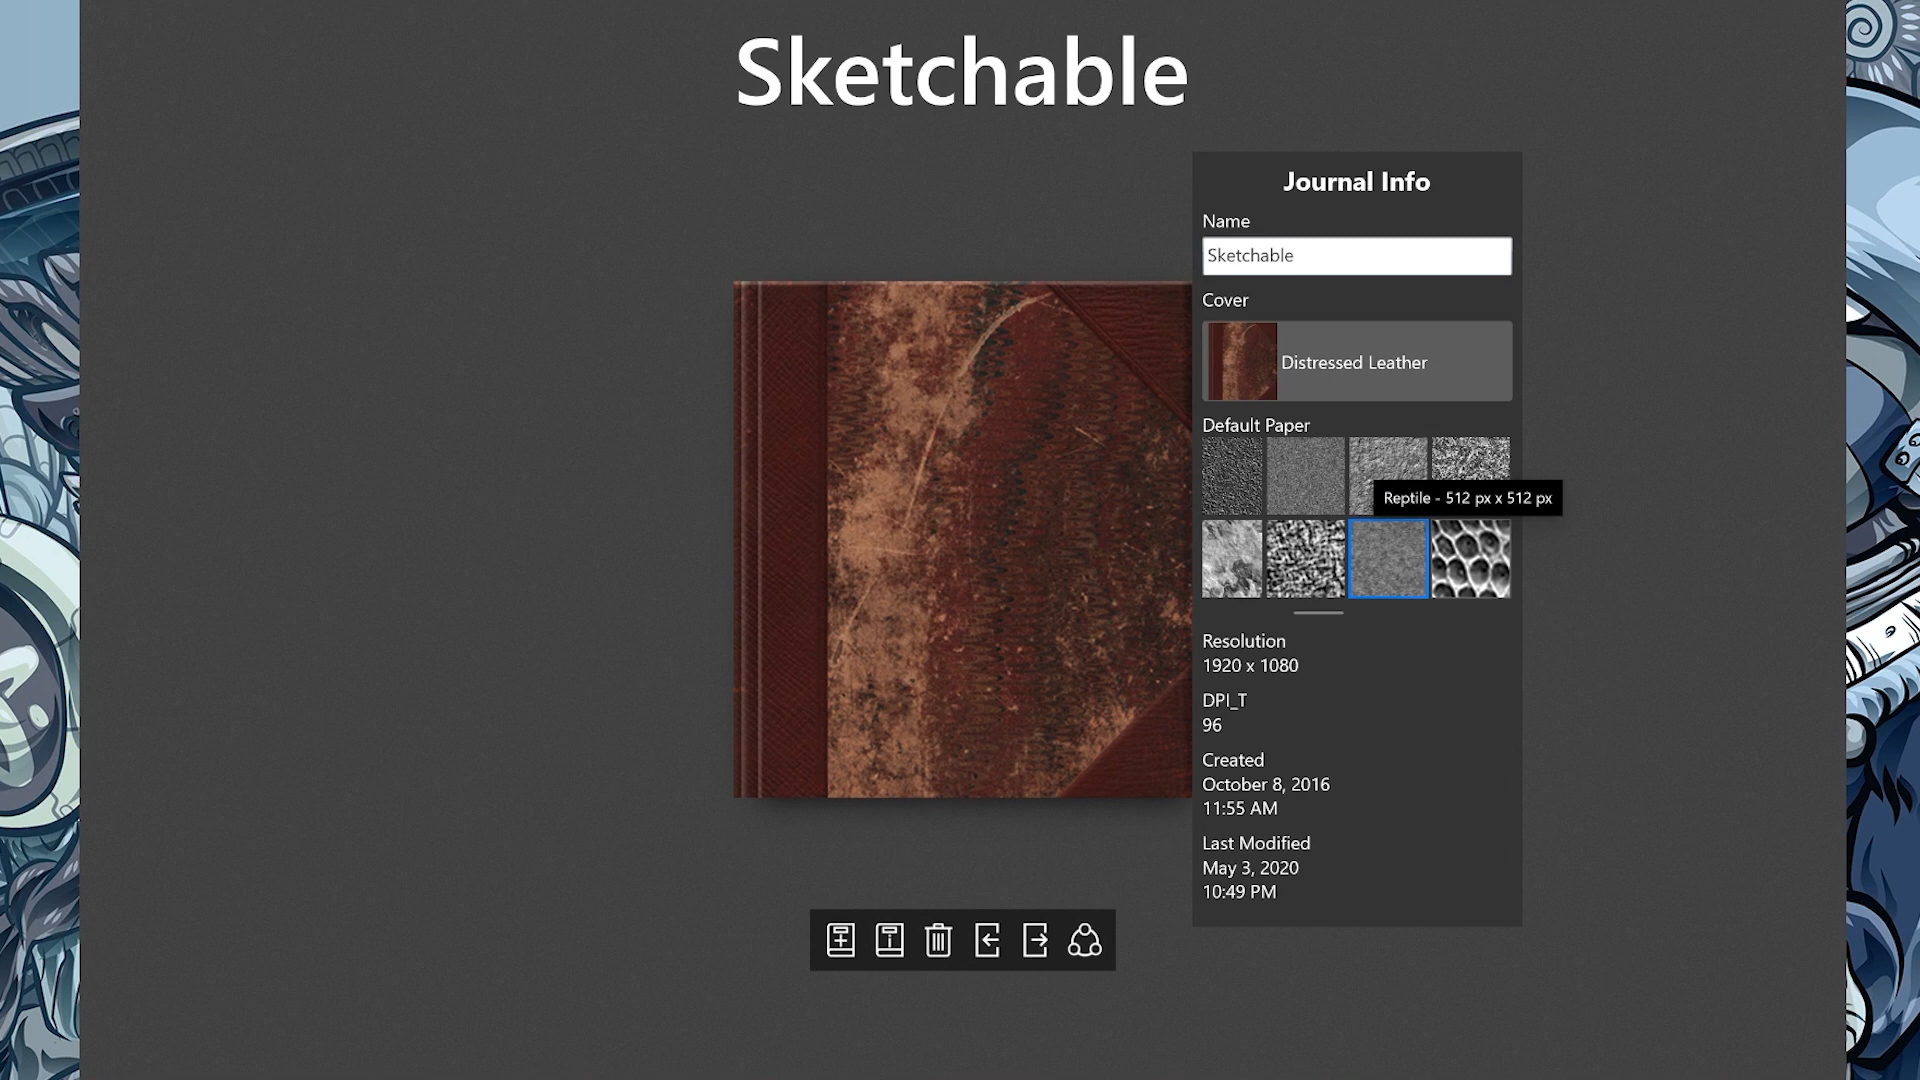 Sketchable
Journal Info
Name
Sketchable
Cover
Distressed Leather
Default Paper
Reptile - 512 px x 512 px
Resolution
1920 x 1080
DPI_T
96
Created
October 8, 2016
11:55 AM
Last Modified
May 3, 2020
10:49 PM